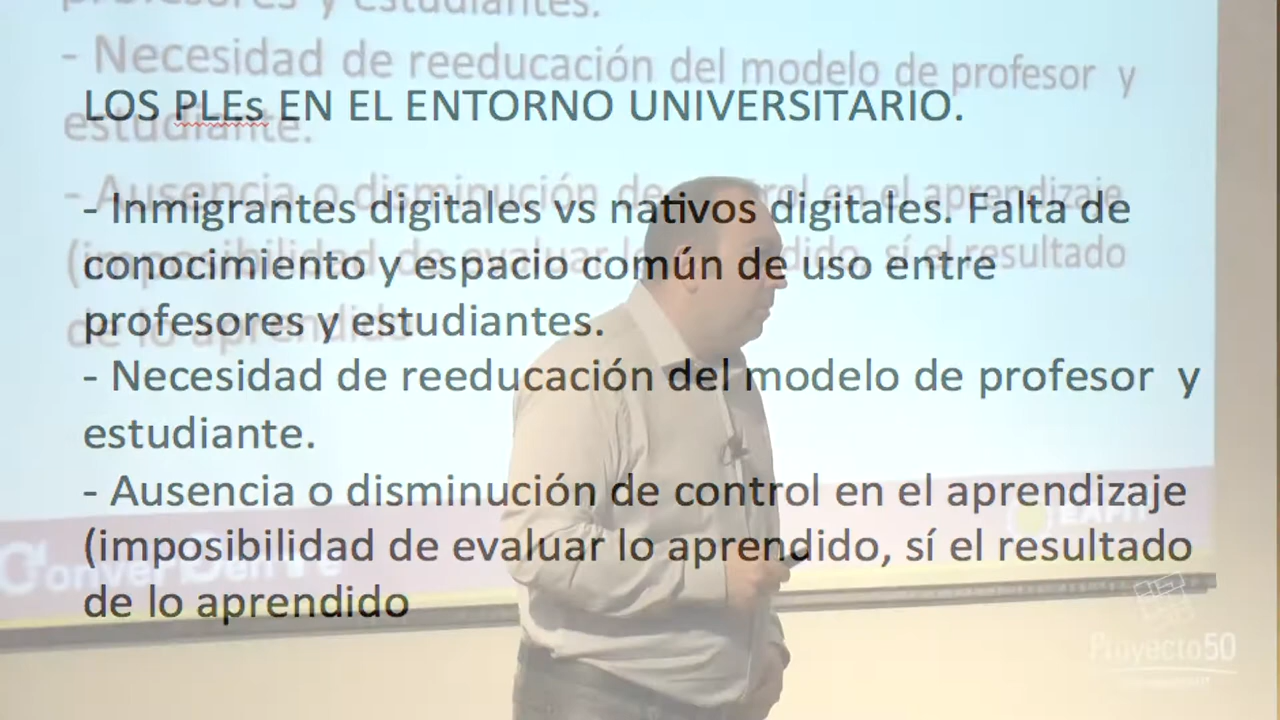 profesores y estudiantes.
- Necesidad de reeducación del modelo de profesor y
estudiante.
- Ausencia o disminución de control en el aprendizaje
(imposibilidad de evaluar lo aprendido, sí el resultado
de lo aprendido
LOS PLEs EN EL ENTORNO UNIVERSITARIO.
- Inmigrantes digitales vs nativos digitales. Falta de
conocimiento y espacio común de uso entre
profesores y estudiantes.
- Necesidad de reeducación del modelo de profesor y
estudiante.
- Ausencia o disminución de control en el aprendizaje
(imposibilidad de evaluar lo aprendido, sí el resultado
de lo aprendido
EAFIT
Proyecto50